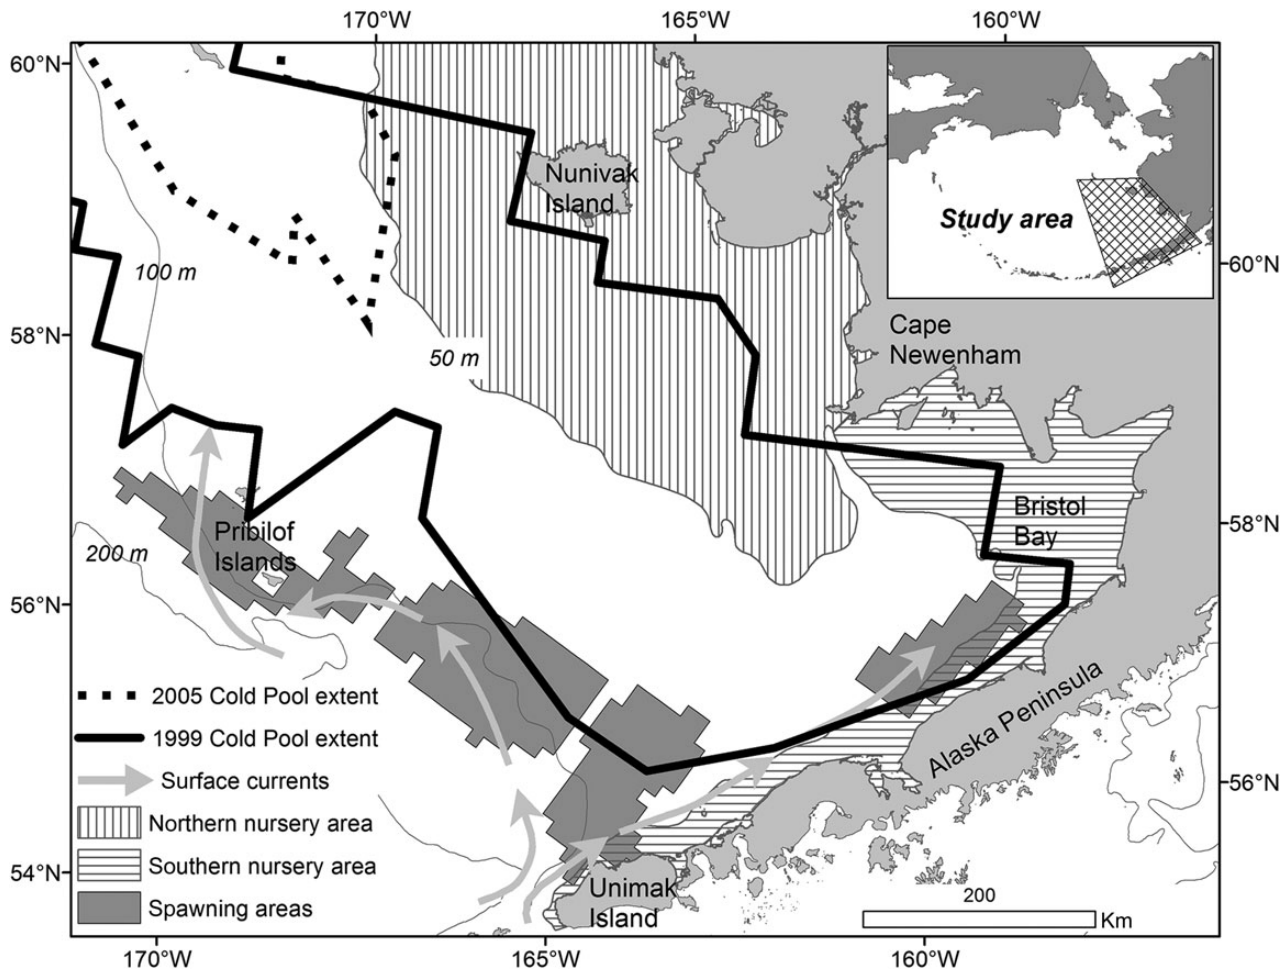 170°W 165°W 160°W
60°N
Nunivak
Island
Study area
100 m
60°N
58°N
50 m
Cape
Newenham
Bristol
Bay
58°N
Pribilof
Islands
200 m
56°N
2005 Cold Pool extent
1999 Cold Pool extent
Surface currents
Northern nursery area
Southern nursery area
Spawning areas
Alaska Peninsula
56°N
54°N
Unimak
Island
200
Km
170°W 165°W 160°W